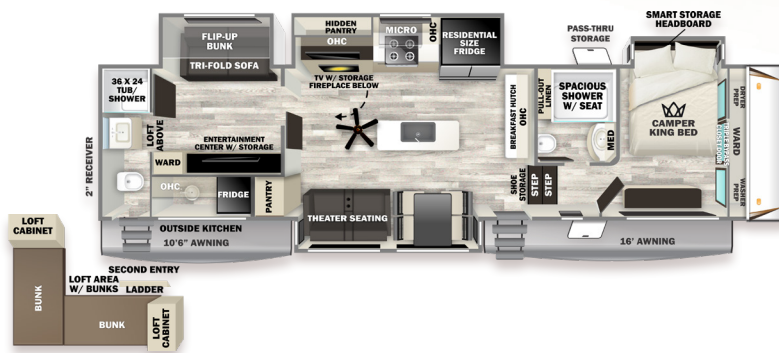 SMART STORAGE
HEADBOARD
HIDDEN
PANTRY
OHC
MICRO
OHC
RESIDENTIAL
SIZE
FRIDGE
PASS-THRU
STORAGE
FLIP-UP
BUNK
TRI-FOLD SOFA
TV W/ STORAGE
FIREPLACE BELOW
36 X 24
TUB/
SHOWER
LOFT
ABOVE
ENTERTAINMENT
CENTER W/ STORAGE
WARD
OHC
FRIDGE
PANTRY
2" RECEIVER
BREAKFAST HUTCH
OHC
PULL-OUT
LINEN
SPACIOUS
SHOWER
W/ SEAT
MED
CAMPER
KING BED
DRYER
PREP
WARD
WASHER
PREP
SHOE
STORAGE
STEP
STEP
THEATER SEATING
OUTSIDE KITCHEN
10'6" AWNING
16' AWNING
LOFT
CABINET
BUNK
SECOND ENTRY
LOFT AREA
W/ BUNKS
LADDER
BUNK
LOFT
CABINET